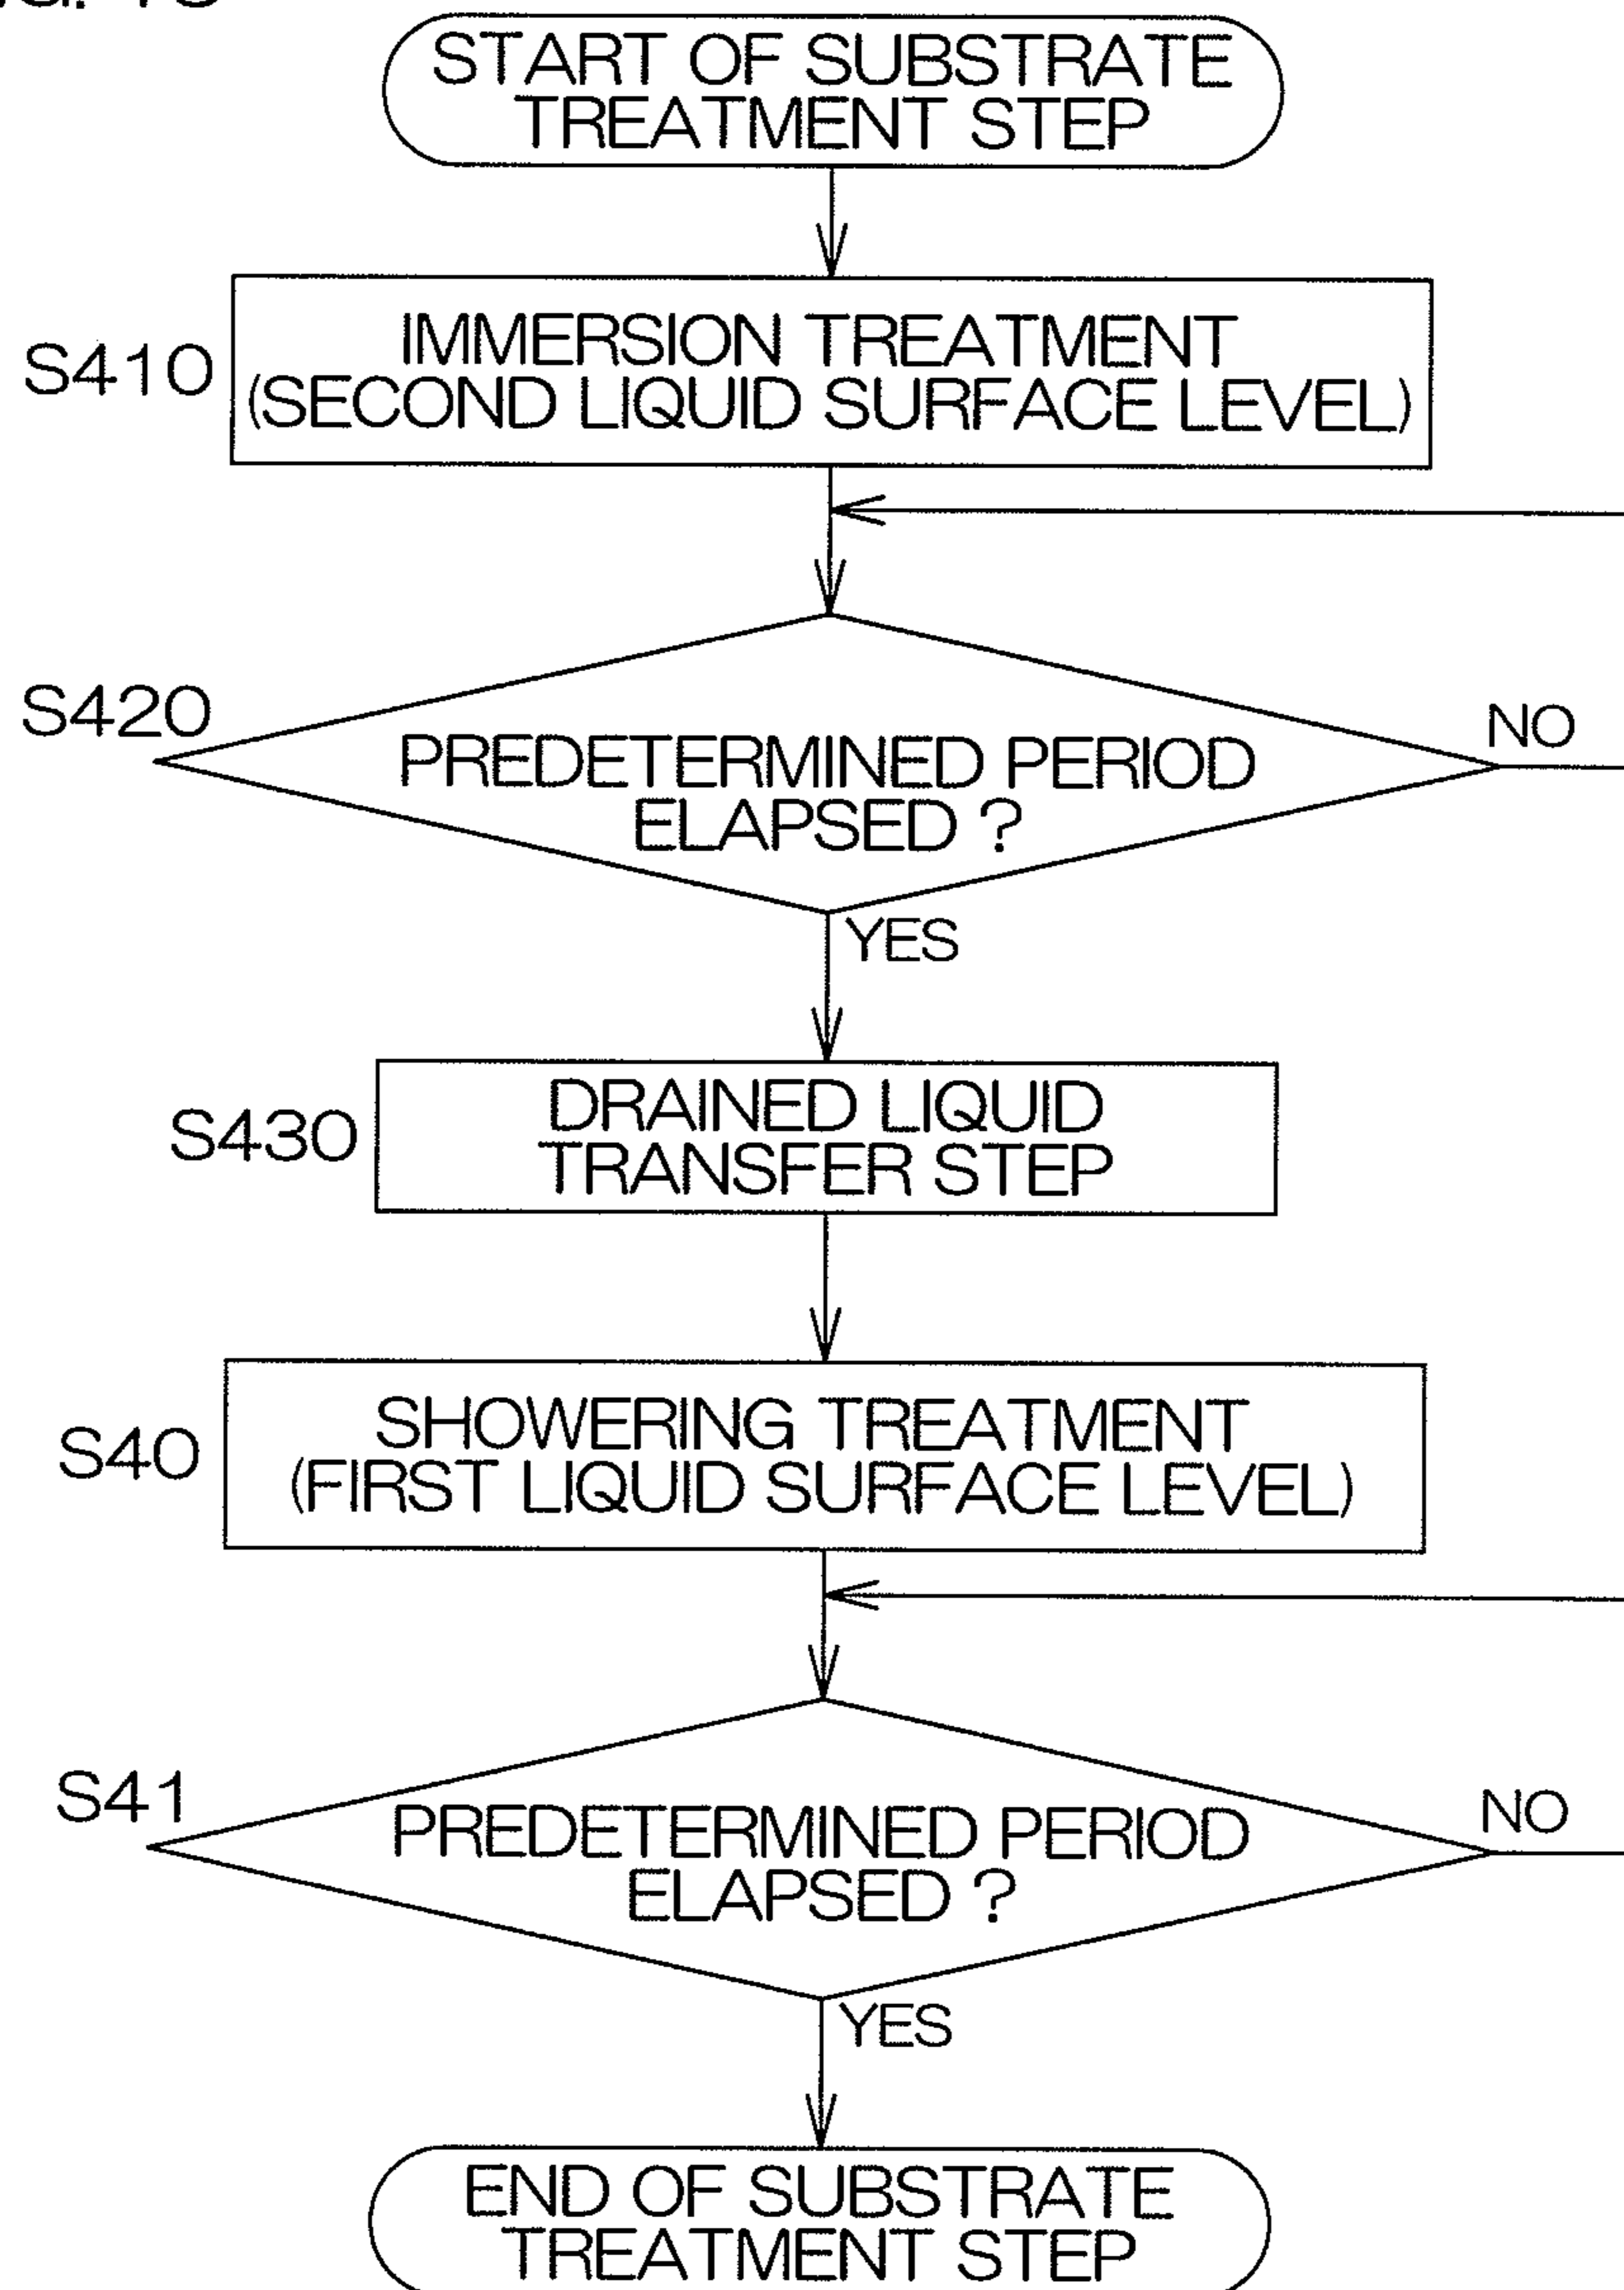 START OF SUBSTRATE
TREATMENT STEP
S410
IMMERSION TREATMENT
(SECOND LIQUID SURFACE LEVEL)
S420
PREDETERMINED PERIOD
ELAPSED ?
NO
YES
S430
DRAINED LIQUID
TRANSFER STEP
S40
SHOWERING TREATMENT
(FIRST LIQUID SURFACE LEVEL)
S41
PREDETERMINED PERIOD
ELAPSED ?
NO
YES
END OF SUBSTRATE
TREATMENT STEP